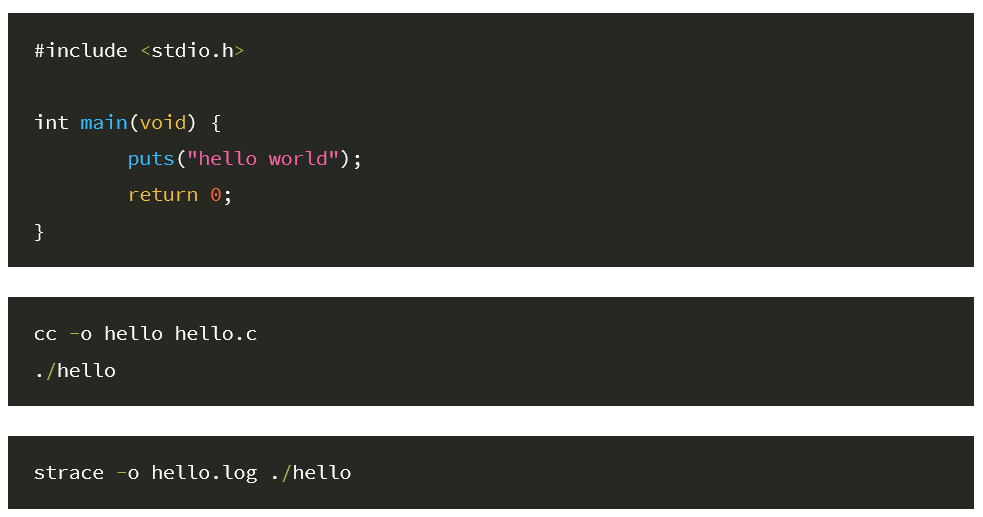 #include <stdio.h>
int main(void) {
puts("hello world");
return 0;
}
cc -o hello hello.c
./hello
strace -o hello.log ./hello